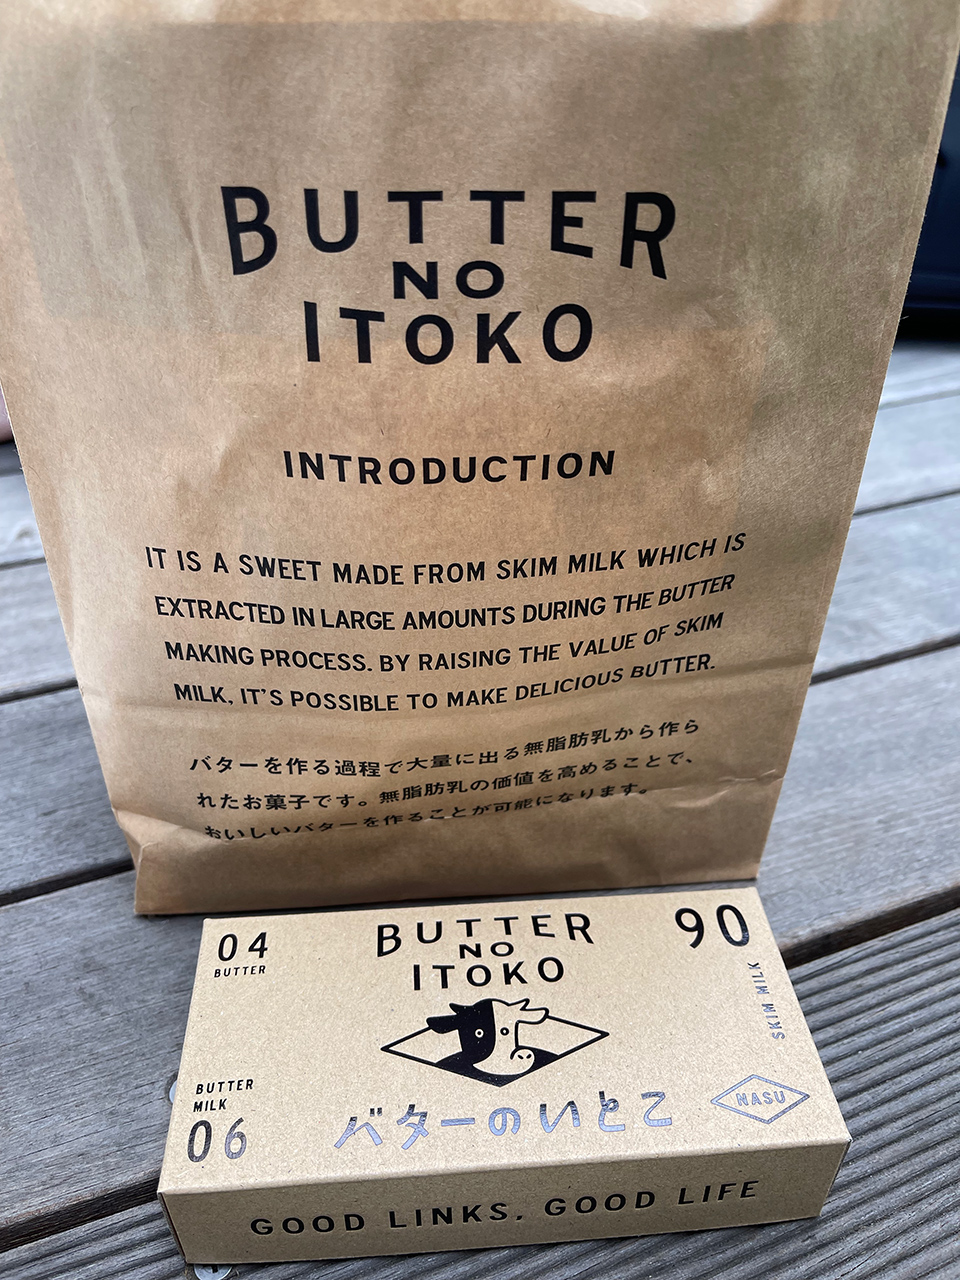 BUTTER
NO
ITOKO
INTRODUCTION
IT IS A SWEET MADE FROM SKIM MILK WHICH IS
EXTRACTED IN LARGE AMOUNTS DURING THE BUTTER
MAKING PROCESS. BY RAISING THE VALUE OF SKIM
MILK, IT'S POSSIBLE TO MAKE DELICIOUS BUTTER.
バターを作る過程で大量に出る無脂肪乳から作ら
れたお菓子です。無脂肪乳の価値を高めることで、
おいしいバターを作ることが可能になります。
04
BUTTER
BUTTER
NO
ITOKO
90
SKIM MILK
BUTTER
MILK
06
バターのいとこ
NASU
GOOD LINKS, GOOD LIFE